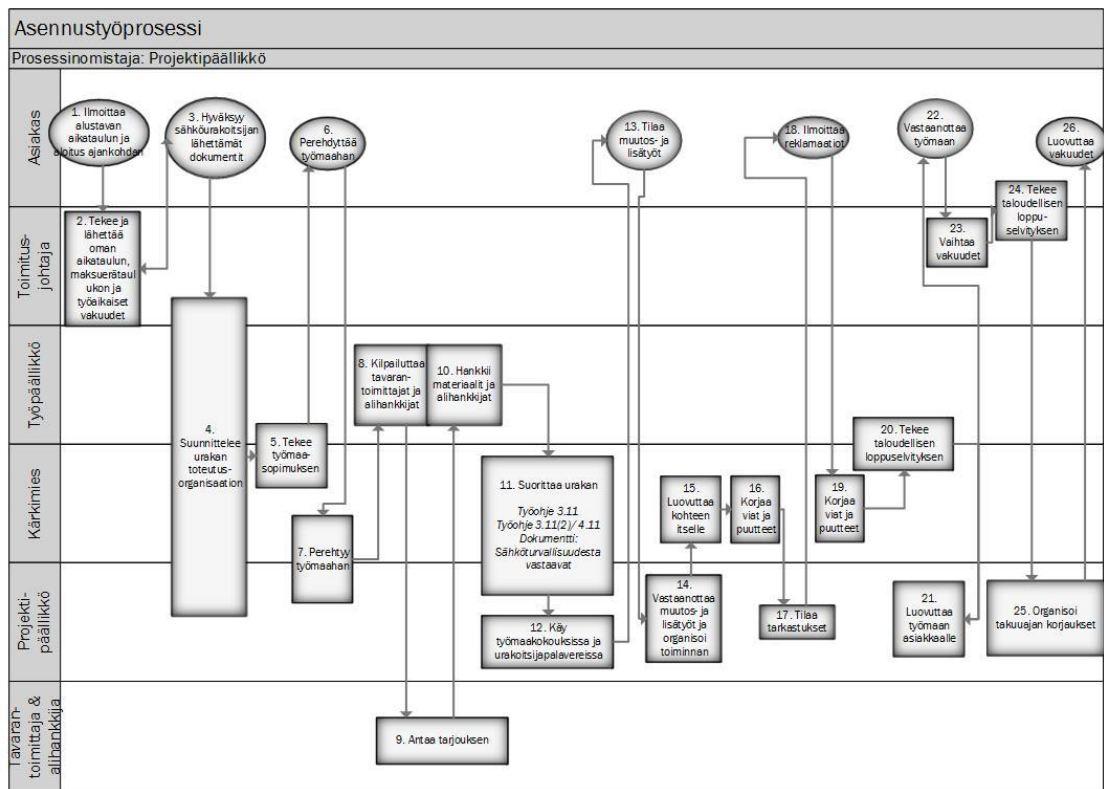 Asennustyöprosessi
Prosessinomistaja: Projektipäällikkö
Asiakas
1. Ilmoittaa
alustavan
aikataulun ja
aloitus ajankohdan
3. Hyväksyy
sähköurakoitsijan
lähettämät
dokumentit
6.
Perehdyttää
työmaahan
13. Tilaa
muutos- ja
lisätyöt
18. Ilmoittaa
reklamaatiot
22.
Vastaanottaa
työmaan
26.
Luovuttaa
vakuudet
Toimitus-
johtaja
2. Tekee ja
lähettää
oman
aikataulun,
maksuerätaul
ukon ja
työaikaiset
vakuudet
23.
Vaihtaa
vakuudet
24. Tekee
taloudellisen
loppu-
selvityksen
Työpäällikkö
4.
Suunnittelee
urakan
toteutus-
organisaation
5. Tekee
työmaa-
sopimuksen
8. Kilpailuttaa
tavaran-
toimittajat ja
alihankkijat
10. Hankkii
materiaalit ja
alihankkijat
20. Tekee
taloudellisen
loppuselvityksen
Kärkimies
7. Perehtyy
työmaahan
11. Suorittaa urakan
Työohje 3.11
Työohje 3.11(2)/ 4.11
Dokumentti:
Sähköturvallisuudesta
vastaavat
15.
Luovuttaa
kohteen
itselle
16.
Korjaa
viat ja
puutteet
19.
Korjaa
viat ja
puutteet
Projekti-
päällikkö
12. Käy
työmaakokouksissa ja
urakoitsijapalavereissa
14.
Vastaanottaa
muutos- ja
lisätyöt ja
organisoi
toiminnan
17. Tilaa
tarkastukset
21.
Luovuttaa
työmaan
asiakkaalle
25. Organisoi
takuuajan korjaukset
Tavaran-
toimittaja &
alihankkija
9. Antaa tarjouksen